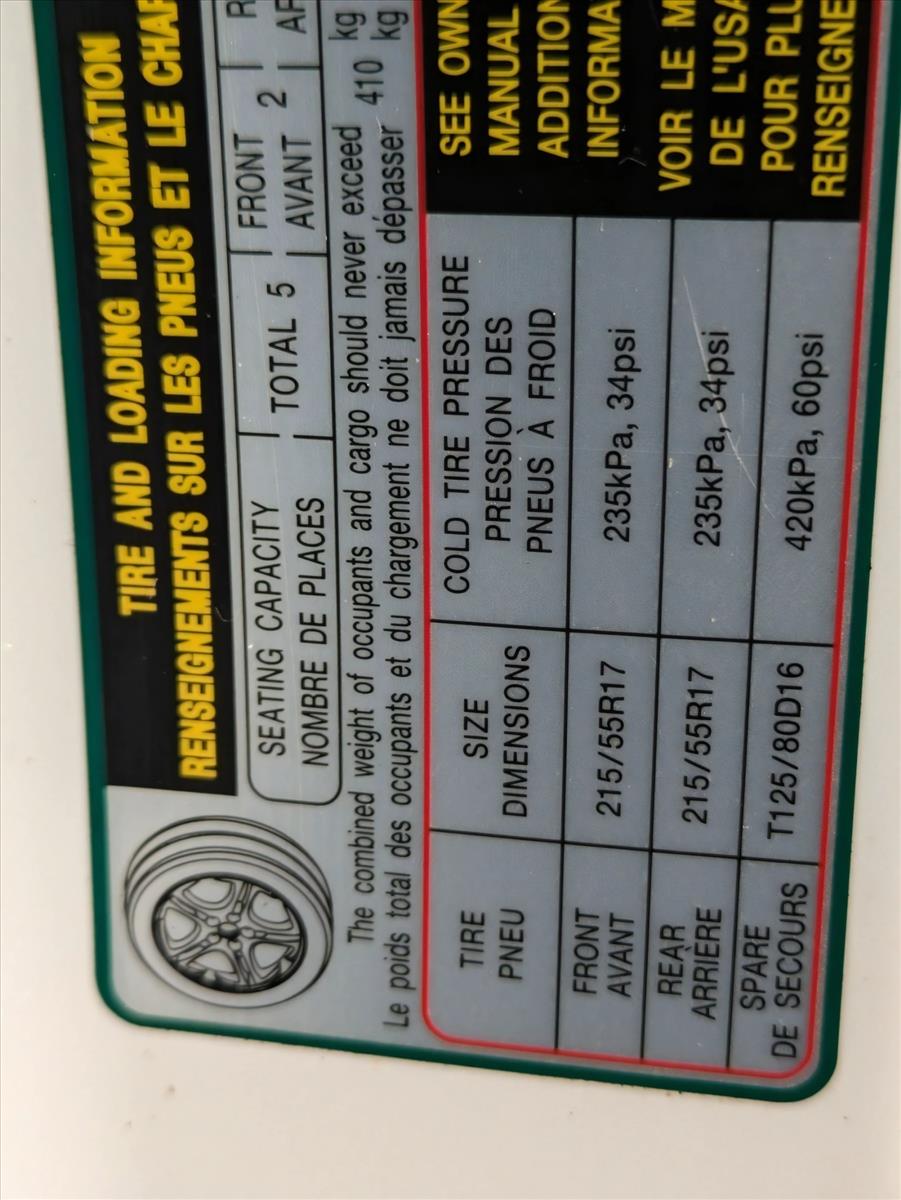 TIRE AND LOADING INFORMATION
RENSEIGNEMENTS SUR LES PNEUS ET LE
SEATING CAPACITY TOTAL 5 FRONT 2
NOMBRE DE PLACES AVANT
The combined weight of occupants and cargo should never exceed 410 kg
Le poids total des occupants et du chargement ne doit jamais dépasser kg
TIRE SIZE COLD TIRE PRESSURE
PNEU DIMENSIONS PRESSION DES
PNEUS À FROID
FRONT 215/55R17 235kPa, 34psi
AVANT
REAR 215/55R17 235kPa, 34psi
ARRIÈRE
SPARE T125/80D16 420kPa, 60psi
DE SECOURS
SEE OWN
MANUAL
ADDITION
INFORMA
VOIR LE M
DE L'USA
POUR PLU
RENSEIGNE